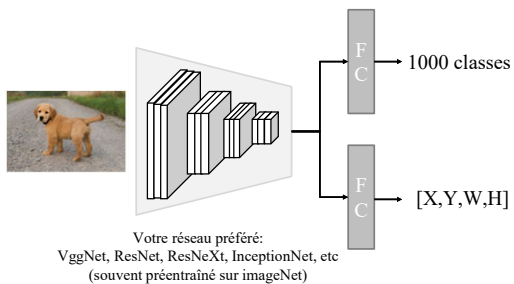 F
C
1000 classes
F
C
[X,Y,W,H]
Votre réseau préféré:
VggNet, ResNet, ResNeXt, InceptionNet, etc
(souvent préentraîné sur imageNet)